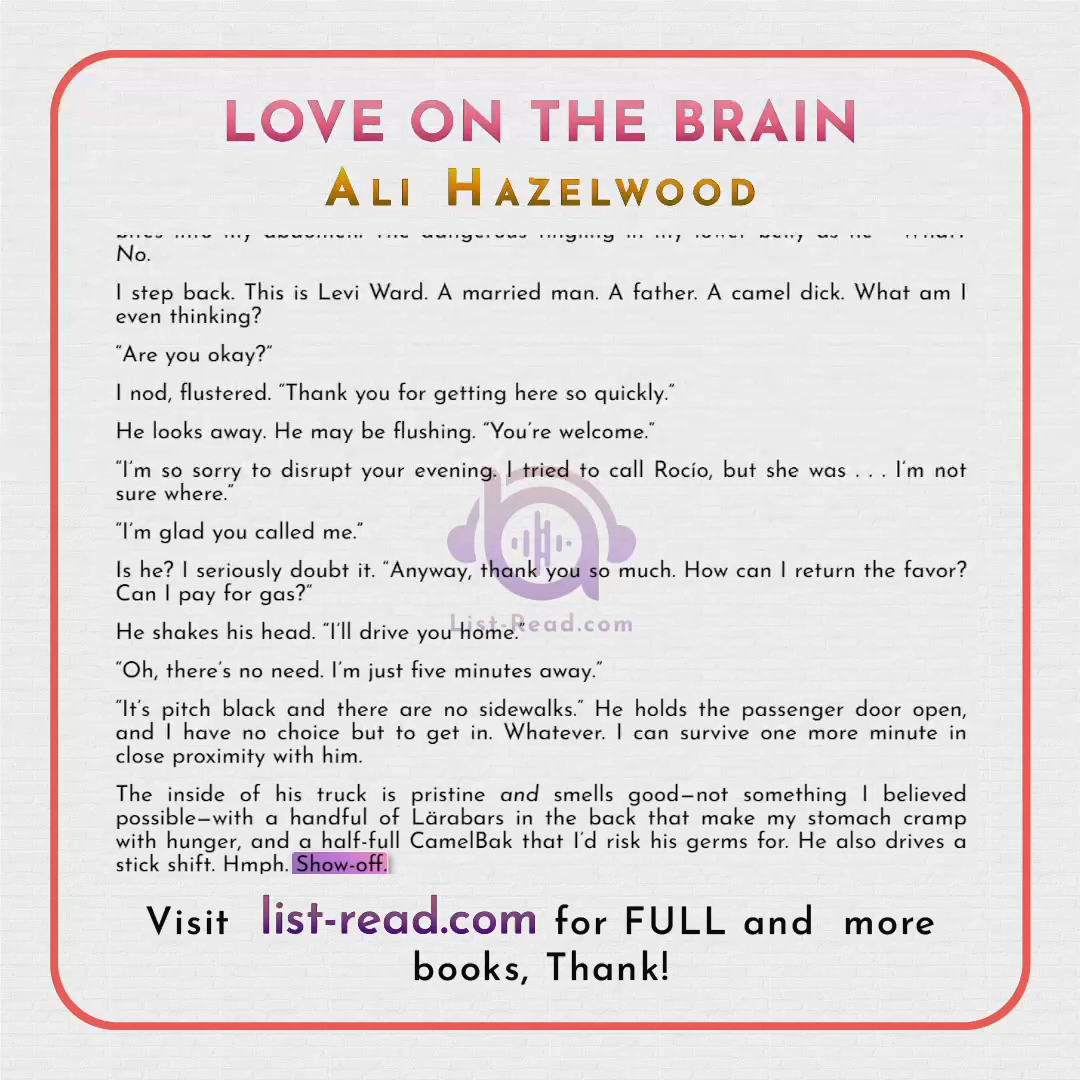 LOVE ON THE BRAIN
ALI HAZELWOOD
No.
I step back. This is Levi Ward. A married man. A father. A camel dick. What am I
even thinking?
“Are you okay?”
I nod, flustered. “Thank you for getting here so quickly.”
He looks away. He may be flushing. “You’re welcome.”
“I’m so sorry to disrupt your evening. I tried to call Rocío, but she was . . . I’m not
sure where.”
“I’m glad you called me.”
Is he? I seriously doubt it. “Anyway, thank you so much. How can I return the favor?
Can I pay for gas?”
He shakes his head. “I’ll drive you home.”
List-Read.com
“Oh, there’s no need. I’m just five minutes away.”
“It’s pitch black and there are no sidewalks.” He holds the passenger door open,
and I have no choice but to get in. Whatever. I can survive one more minute in
close proximity with him.
The inside of his truck is pristine and smells good—not something I believed
possible—with a handful of Lärabars in the back that make my stomach cramp
with hunger, and a half-full CamelBak that I’d risk his germs for. He also drives a
stick shift. Hmph. Show-off.
Visit list-read.com for FULL and more
books, Thank!